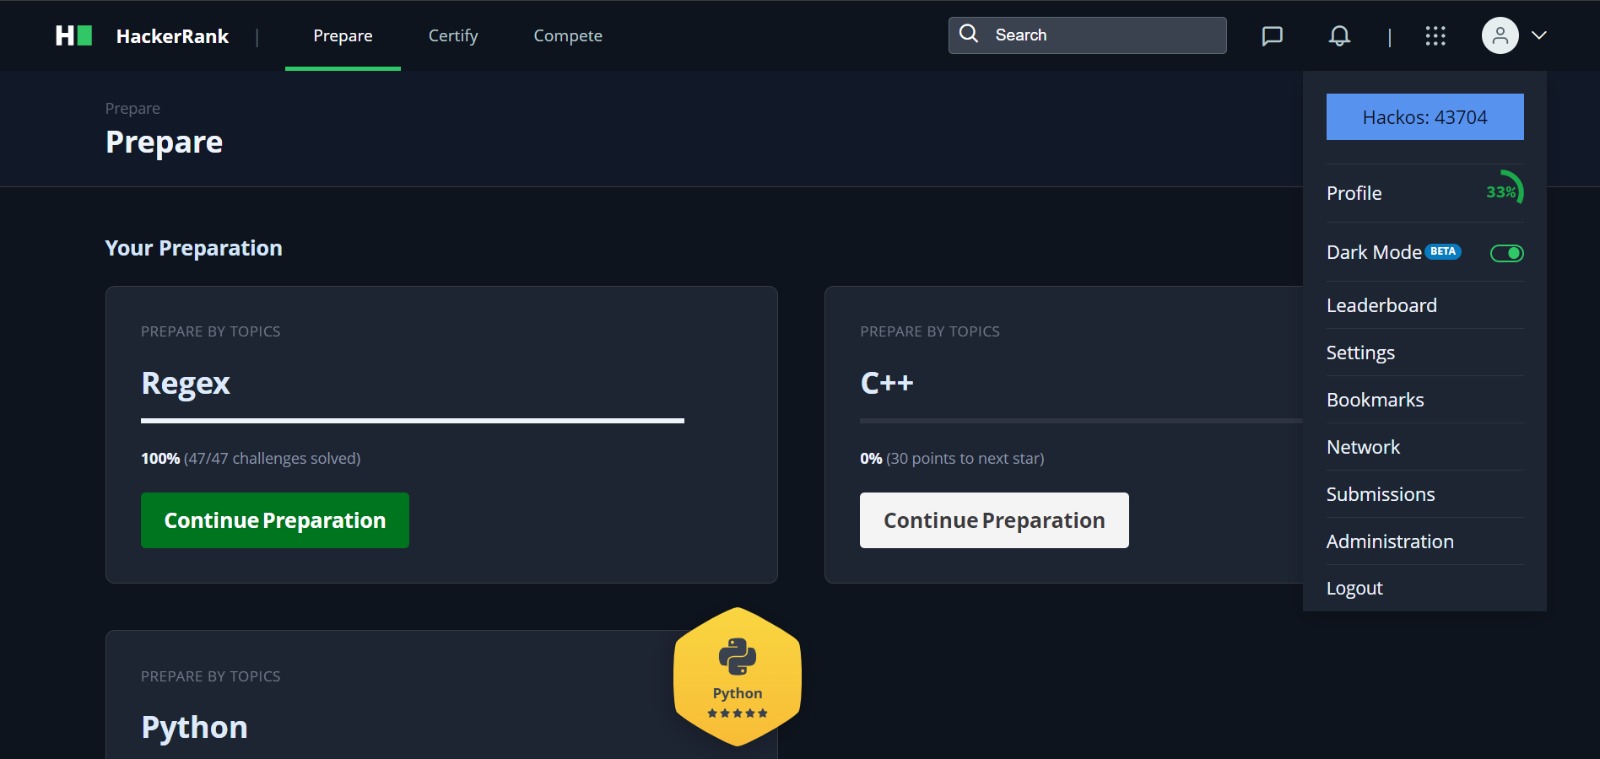 H HackerRank | Prepare Certify Compete Search |
Prepare
Prepare
Hackos: 43704
Profile 33%
Dark Mode BETA
Leaderboard
Settings
Bookmarks
Network
Submissions
Administration
Logout
Your Preparation
PREPARE BY TOPICS
Regex
100% (47/47 challenges solved)
Continue Preparation
PREPARE BY TOPICS
C++
0% (30 points to next star)
Continue Preparation
PREPARE BY TOPICS
Python
Python